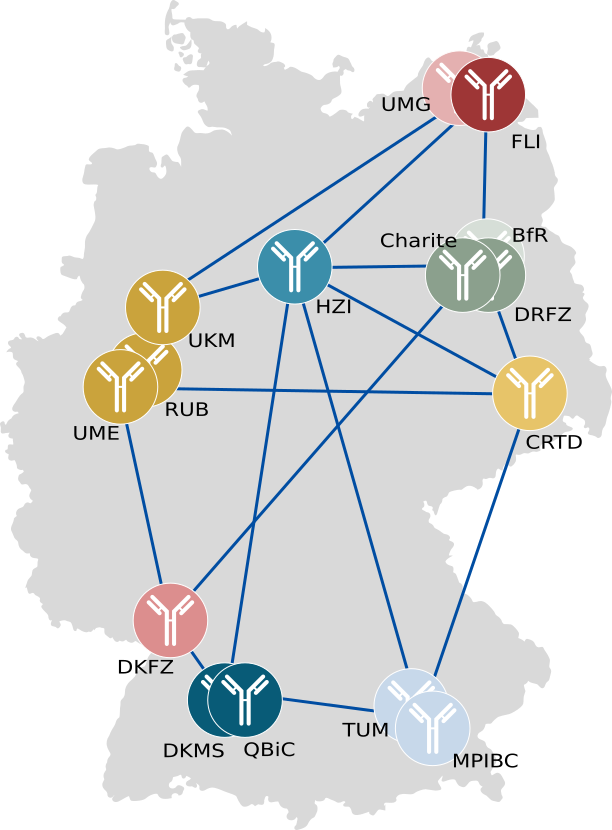 UMG
FLI
BfR
Charite
HZI
DRFZ
UKM
RUB
UME
CRTD
DKFZ
TUM
DKMS
QBiC
MPIBC